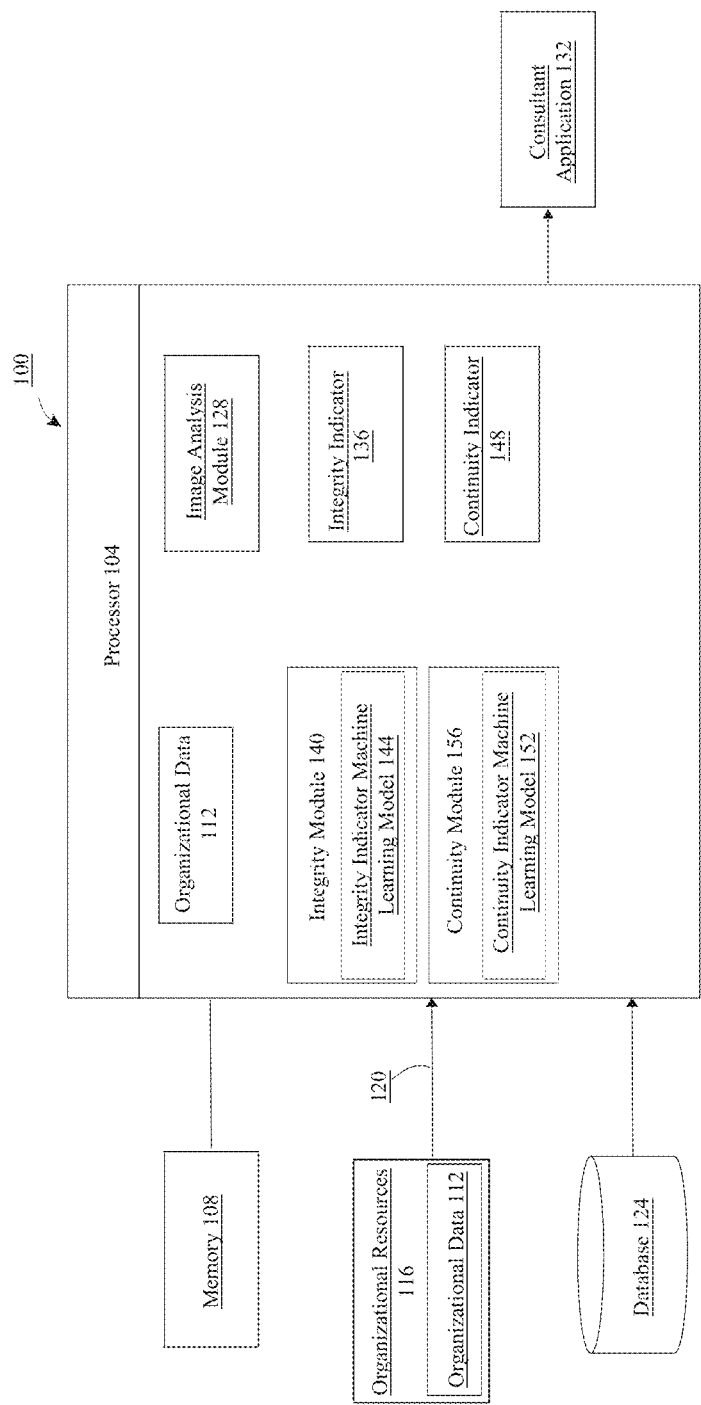 100
Processor 104
Memory 108
Organizational Data
112
Image Analysis
Module 128
Organizational Resources
116
Organizational Data 112
120
Integrity Module 140
Integrity Indicator Machine
Learning Model 144
Integrity Indicator
136
Continuity Module 156
Continuity Indicator Machine
Learning Model 152
Continuity Indicator
148
Database 124
Consultant
Application 132